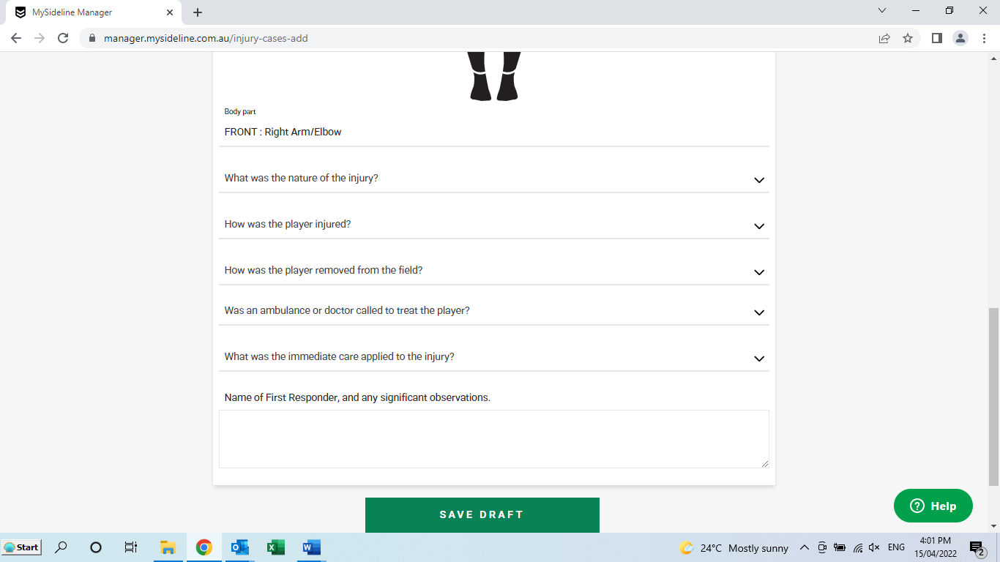 MySideline Manager
manager.mysideline.com.au/injury-cases-add
Body part
FRONT : Right Arm/Elbow
What was the nature of the injury?
How was the player injured?
How was the player removed from the field?
Was an ambulance or doctor called to treat the player?
What was the immediate care applied to the injury?
Name of First Responder, and any significant observations.
SAVE DRAFT
? Help
Start
24°C Mostly sunny
ENG
4:01 PM
15/04/2022
2